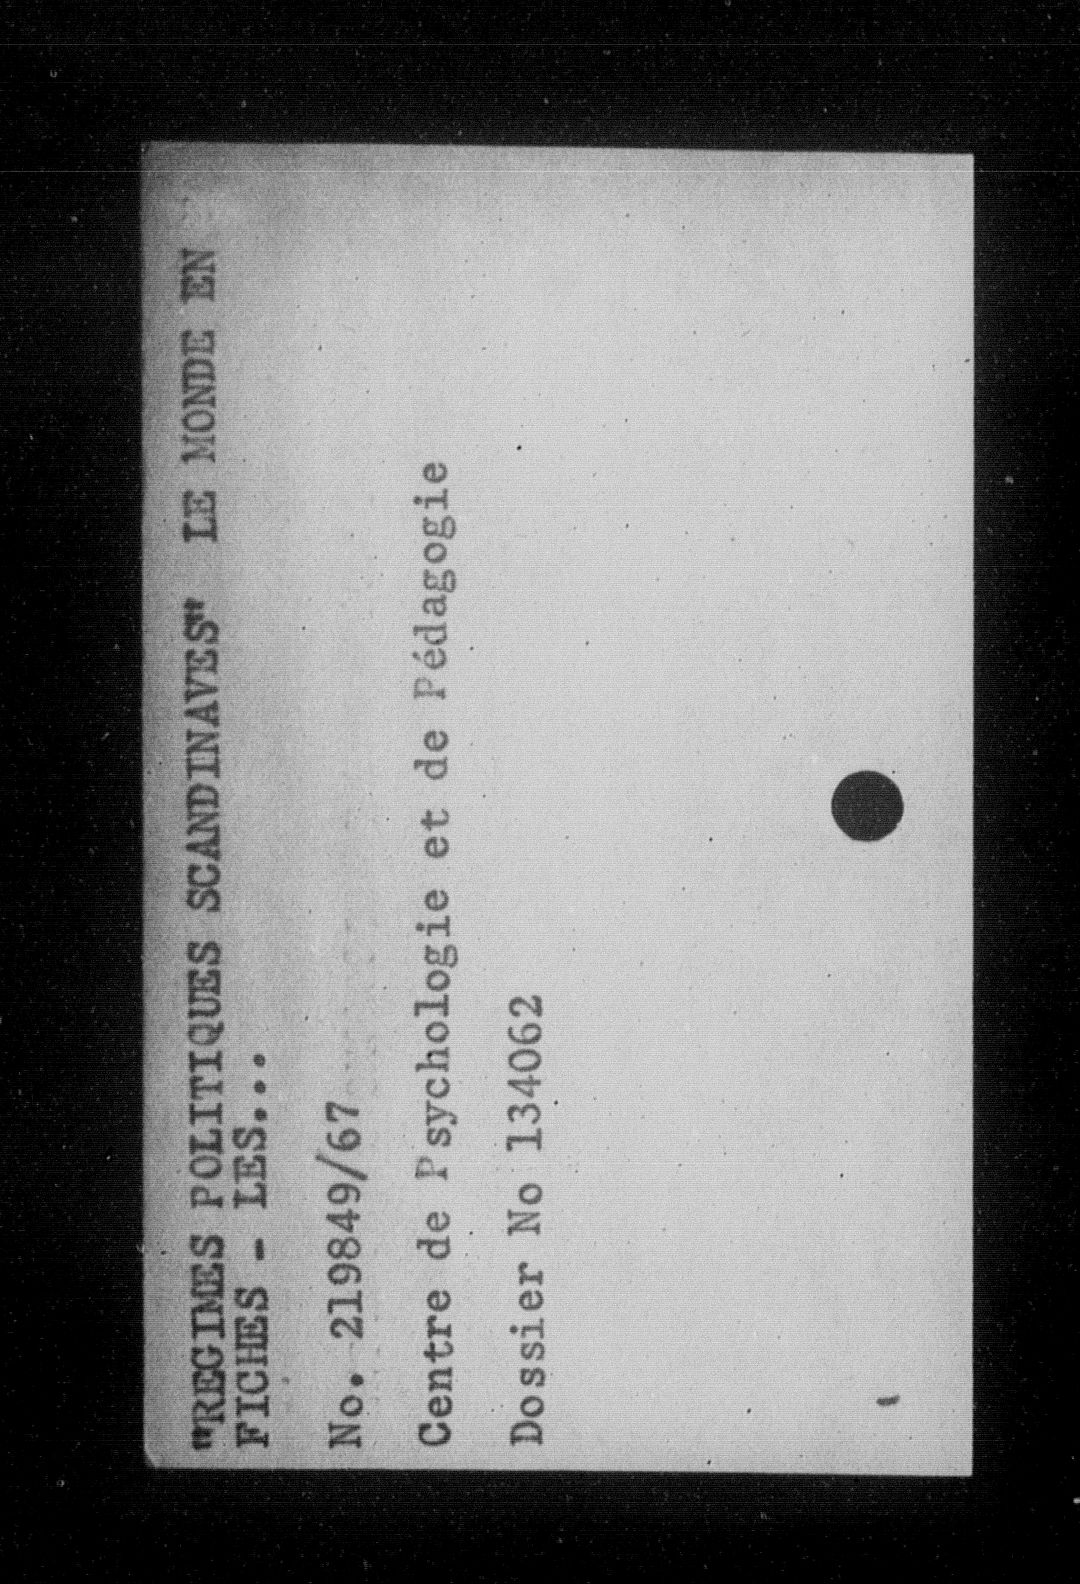 "REGIMES POLITIQUES SCANDINAVES" LE MONDE EN
FICHES - LES...
No. 219849/67
Centre de Psychologie et de Pédagogie
Dossier No 134062